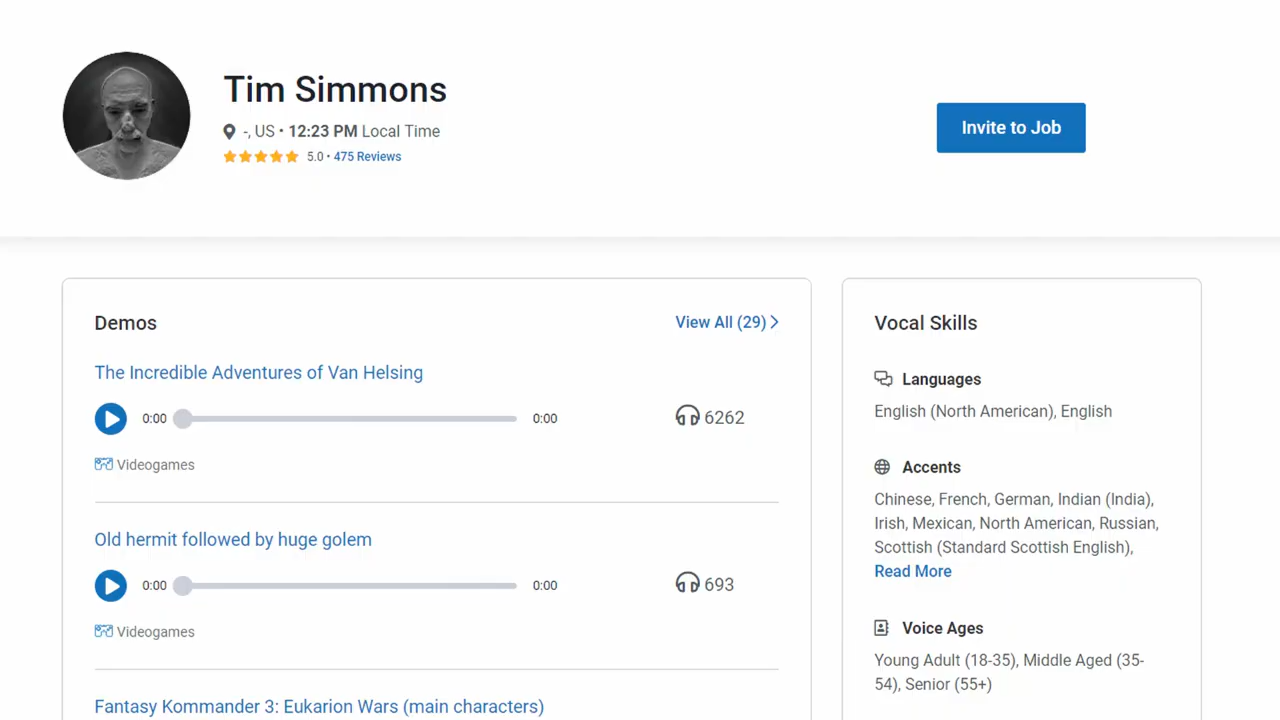 Tim Simmons
-, US • 12:23 PM Local Time
5.0 • 475 Reviews
Invite to Job
Demos
View All (29)
The Incredible Adventures of Van Helsing
0:00
0:00
6262
Videogames
Old hermit followed by huge golem
0:00
0:00
693
Videogames
Fantasy Kommander 3: Eukarion Wars (main characters)
Vocal Skills
Languages
English (North American), English
Accents
Chinese, French, German, Indian (India),
Irish, Mexican, North American, Russian,
Scottish (Standard Scottish English),
Read More
Voice Ages
Young Adult (18-35), Middle Aged (35-
54), Senior (55+)